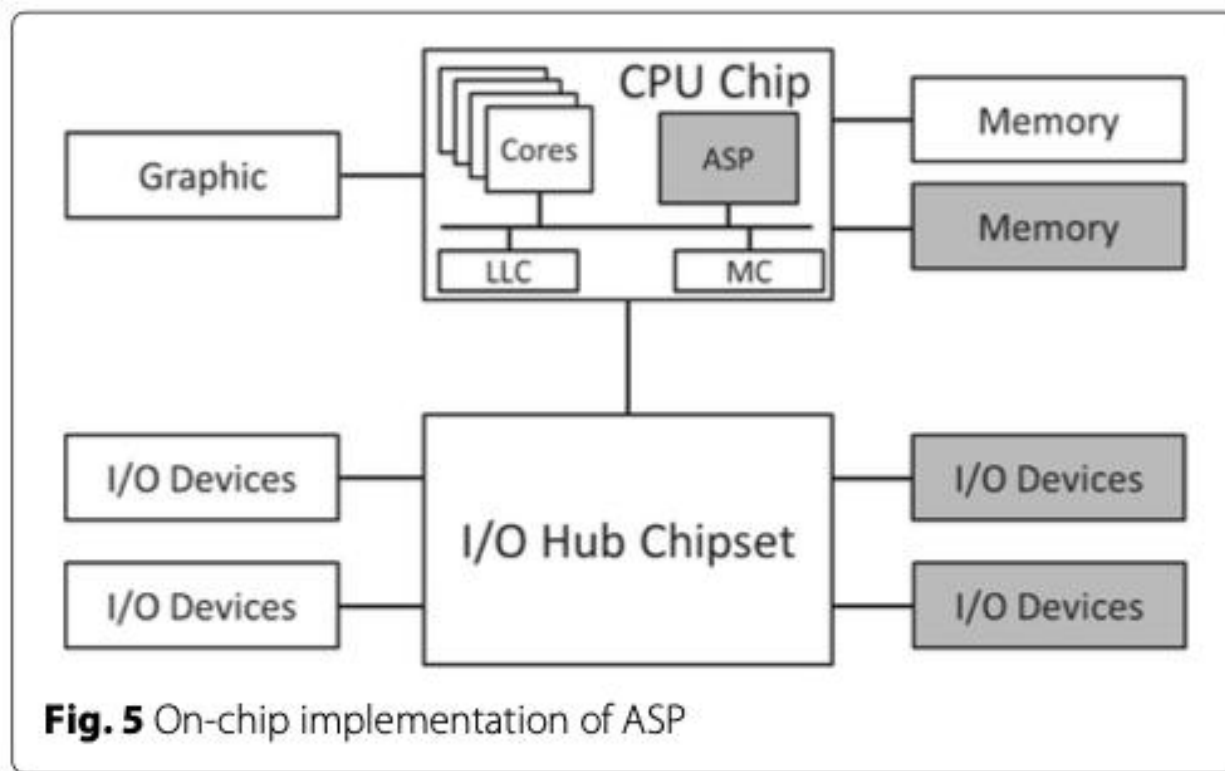 CPU Chip
Cores
ASP
Memory
Graphic
Memory
LLC
MC
I/O Devices
I/O Devices
I/O Hub Chipset
I/O Devices
I/O Devices
Fig. 5 On-chip implementation of ASP